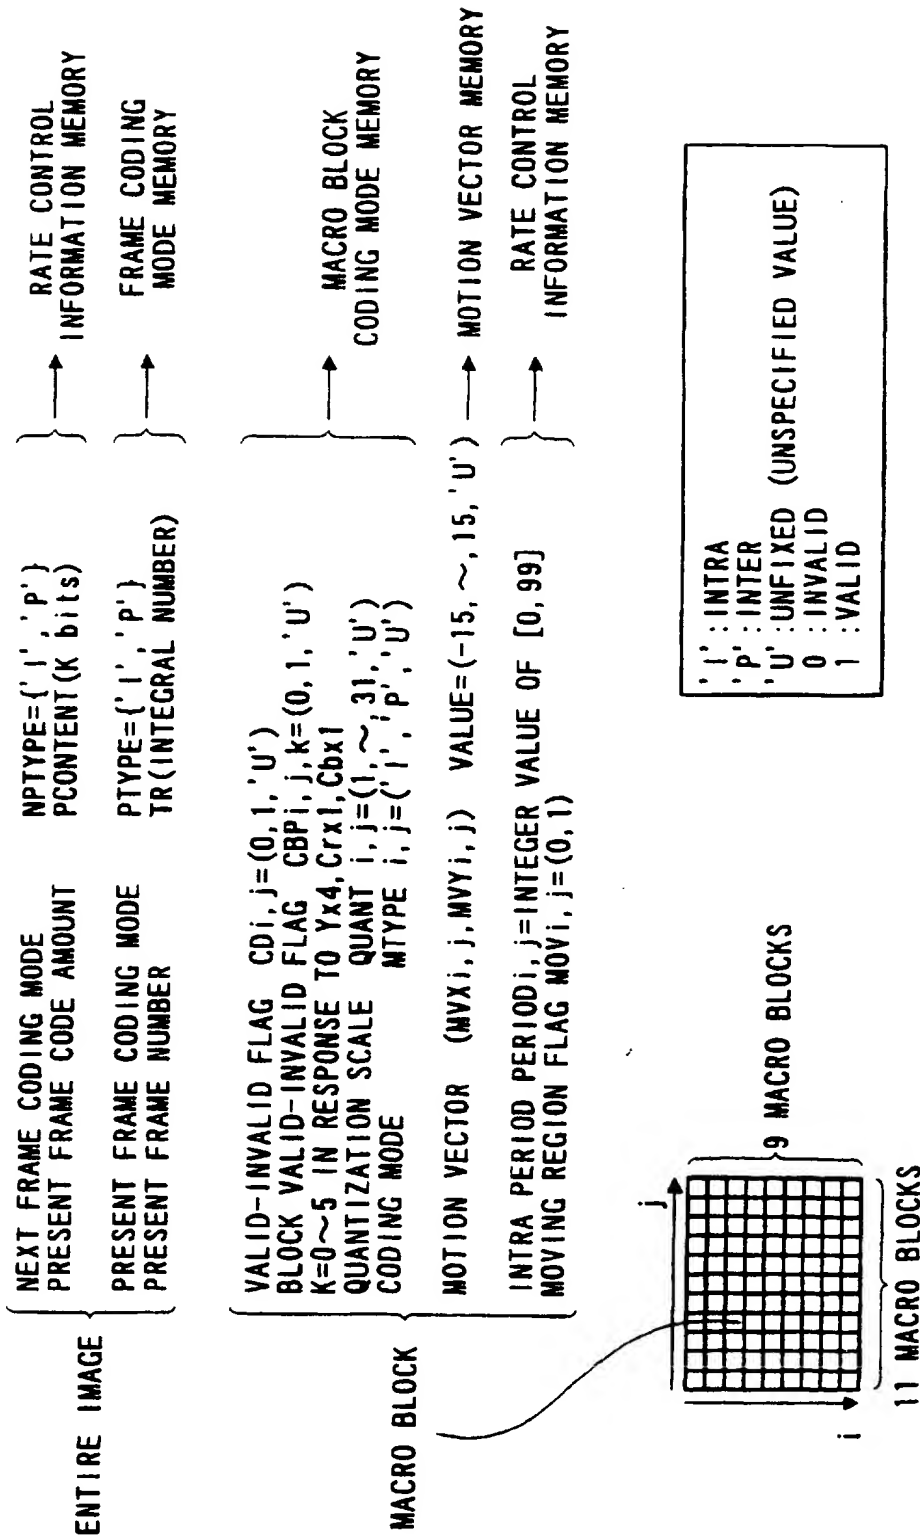 ENTIRE IMAGE
NEXT FRAME CODING MODE NPTYPE={'I','P'}
PRESENT FRAME CODE AMOUNT PCONTENT(K bits)
RATE CONTROL
INFORMATION MEMORY
PRESENT FRAME CODING MODE PTYPE={'I','P'}
PRESENT FRAME NUMBER TR(INTEGRAL NUMBER)
FRAME CODING
MODE MEMORY
MACRO BLOCK
VALID-INVALID FLAG CDi,j=(0,1,'U')
BLOCK VALID-INVALID FLAG CBPi,j,k=(0,1,'U')
K=0~5 IN RESPONSE TO Yx4,Crx1,Cbx1
QUANTIZATION SCALE QUANT i,j=(1,~,31,'U')
CODING MODE MTYPE i,j=('I','P','U')
MACRO BLOCK
CODING MODE MEMORY
MOTION VECTOR (MVXi,j,MVYi,j) VALUE=(-15,~,15,'U')
MOTION VECTOR MEMORY
INTRA PERIOD PERIODi,j=INTEGER VALUE OF [0,99]
MOVING REGION FLAG MOVi,j=(0,1)
RATE CONTROL
INFORMATION MEMORY
j
i
9 MACRO BLOCKS
11 MACRO BLOCKS
'I':INTRA
'P':INTER
'U':UNFIXED (UNSPECIFIED VALUE)
0:INVALID
1:VALID